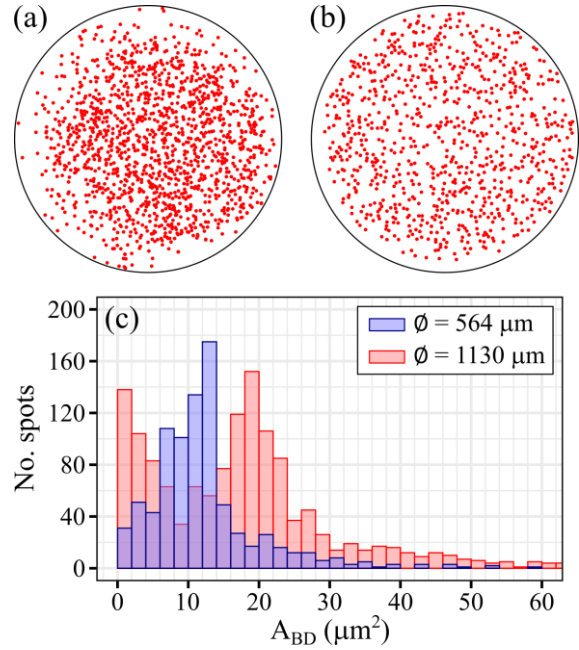 (a) (b)
(c)
∅ = 564 μm
∅ = 1130 μm
No. spots
200
160
120
80
40
0
0 10 20 30 40 50 60
A_BD (μm²)